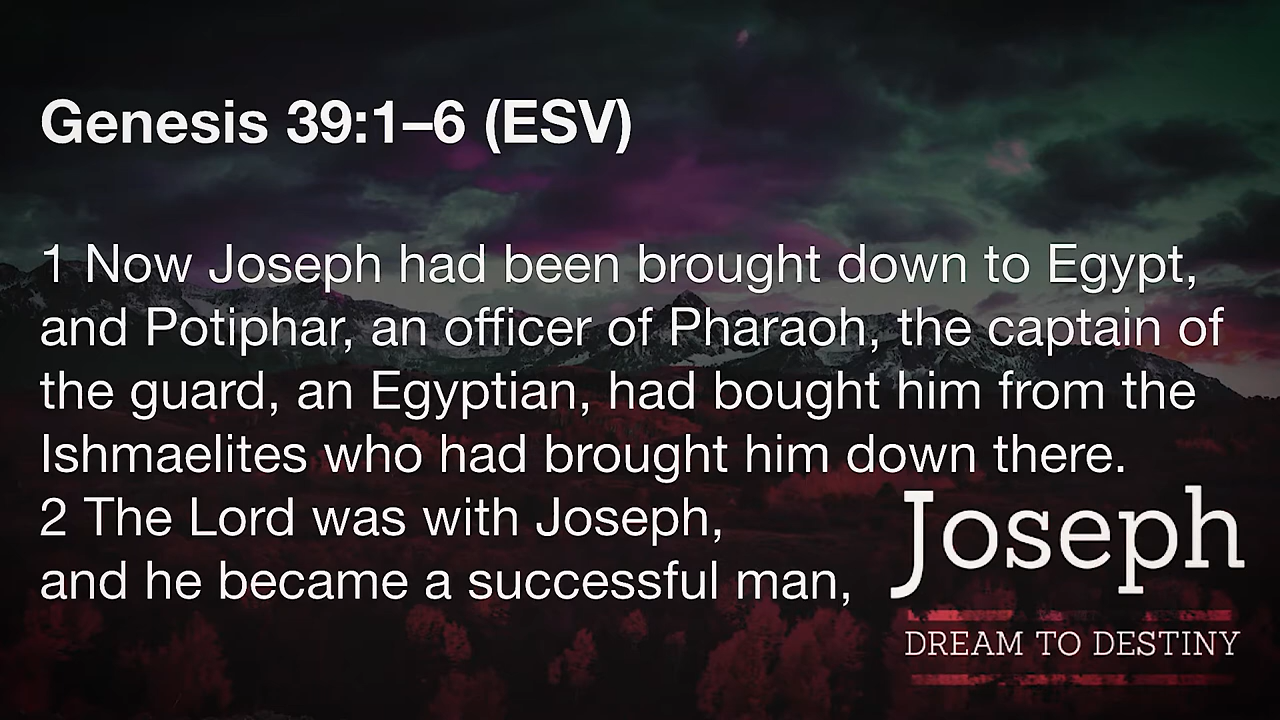 Genesis 39:1–6 (ESV)
1 Now Joseph had been brought down to Egypt,
and Potiphar, an officer of Pharaoh, the captain of
the guard, an Egyptian, had bought him from the
Ishmaelites who had brought him down there.
2 The Lord was with Joseph,
and he became a successful man,
Joseph
DREAM TO DESTINY